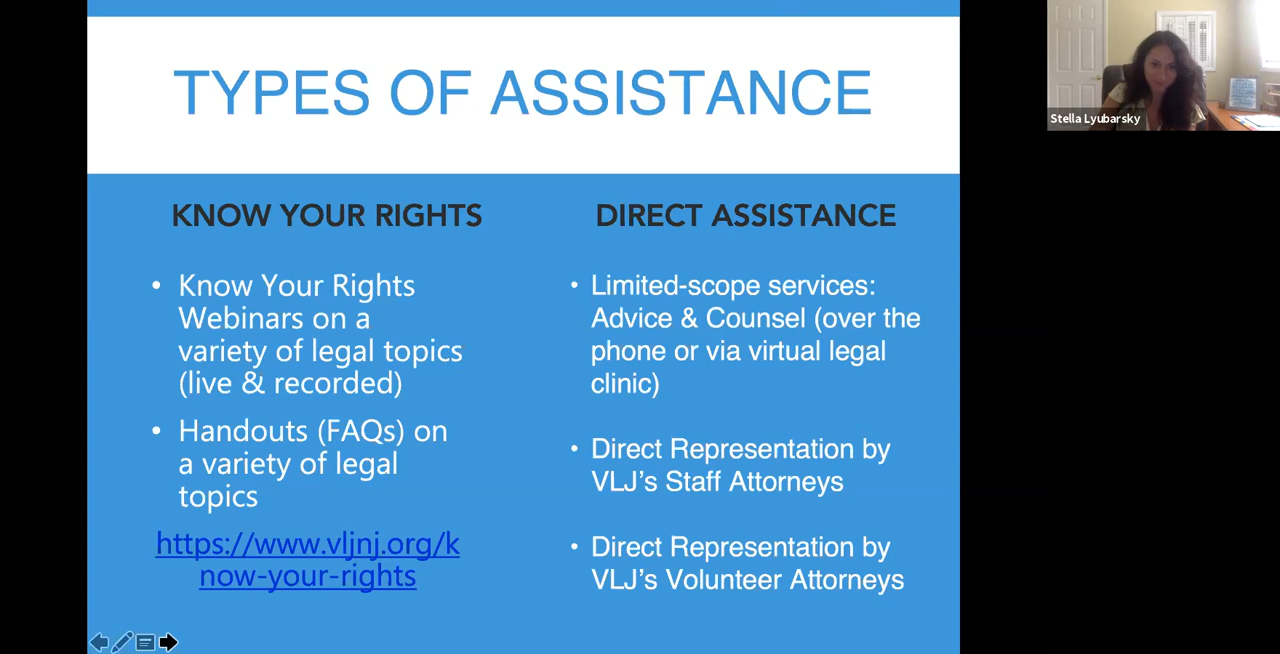 TYPES OF ASSISTANCE
KNOW YOUR RIGHTS
• Know Your Rights
Webinars on a
variety of legal topics
(live & recorded)
• Handouts (FAQs) on
a variety of legal
topics
https://www.vljnj.org/k
now-your-rights
DIRECT ASSISTANCE
• Limited-scope services:
Advice & Counsel (over the
phone or via virtual legal
clinic)
• Direct Representation by
VLJ’s Staff Attorneys
• Direct Representation by
VLJ’s Volunteer Attorneys
Stella Lyubarsky